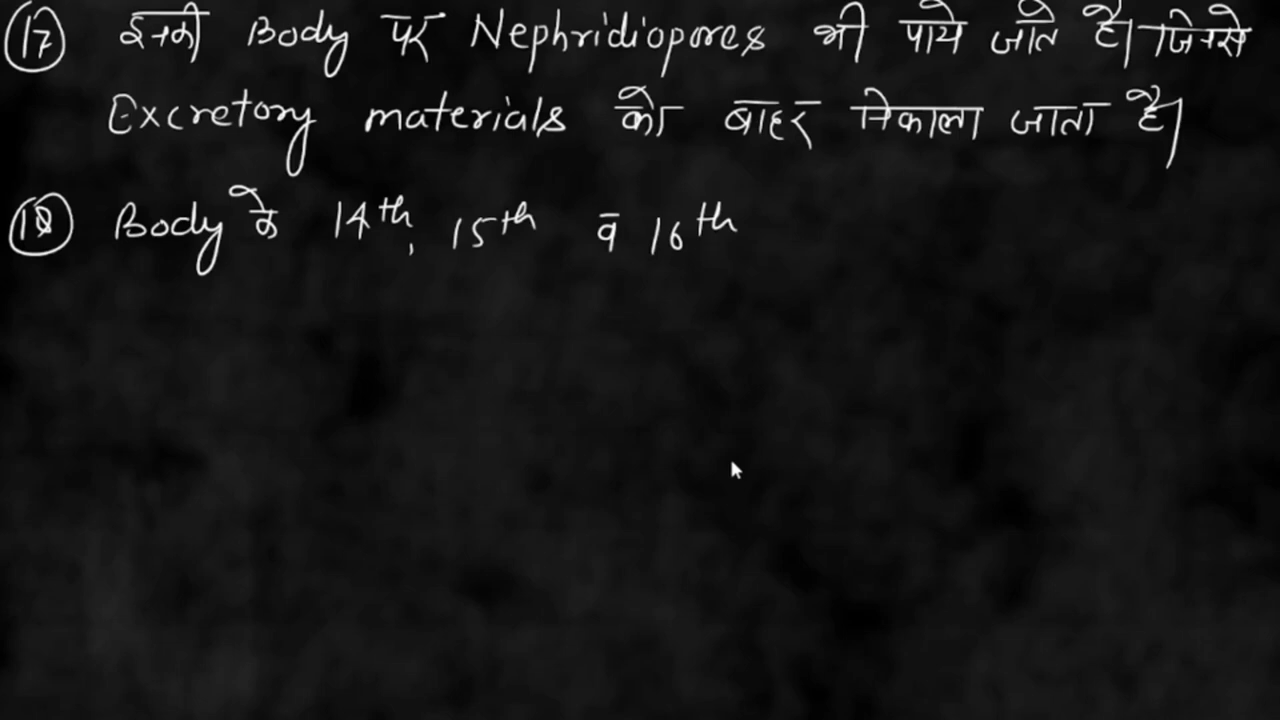 (17) इनकी Body पर Nephridiopores भी पाये जाते है। जिनसे
Excretory materials को बाहर निकाला जाता है।
(18) Body के 14th, 15th व 16th